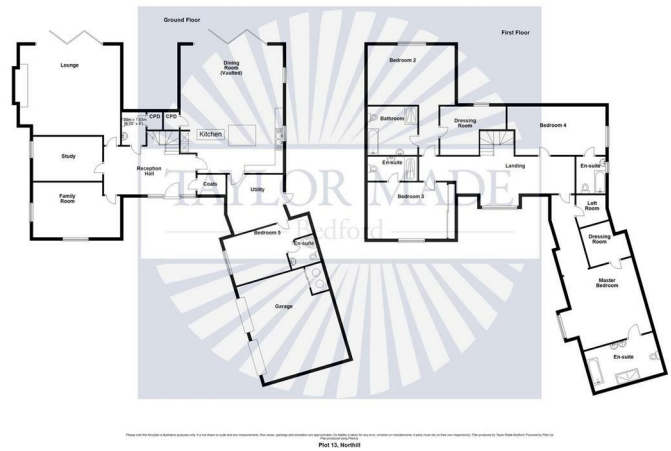 Ground Floor
First Floor
Lounge
Dining
Room
(Vaulted)
CPD
CPD
Kitchen
Study
Reception
Hall
Family
Room
Coats
Utility
Bedroom 5
En-suite
Garage
Bedroom 2
Bathroom
Dressing
Room
Bedroom 4
En-suite
Landing
En-suite
Bedroom 3
Loft
Room
Dressing
Room
Master
Bedroom
En-suite
TAYLOR MADE
Bedford
Plot 13, Northill